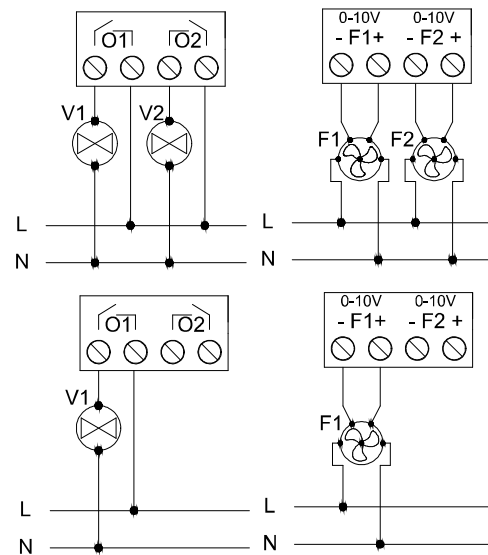 O1 O2
V1 V2
L
N
0-10V 0-10V
- F1+ - F2 +
F1 F2
L
N
O1 O2
V1
L
N
0-10V 0-10V
- F1+ - F2 +
F1
L
N